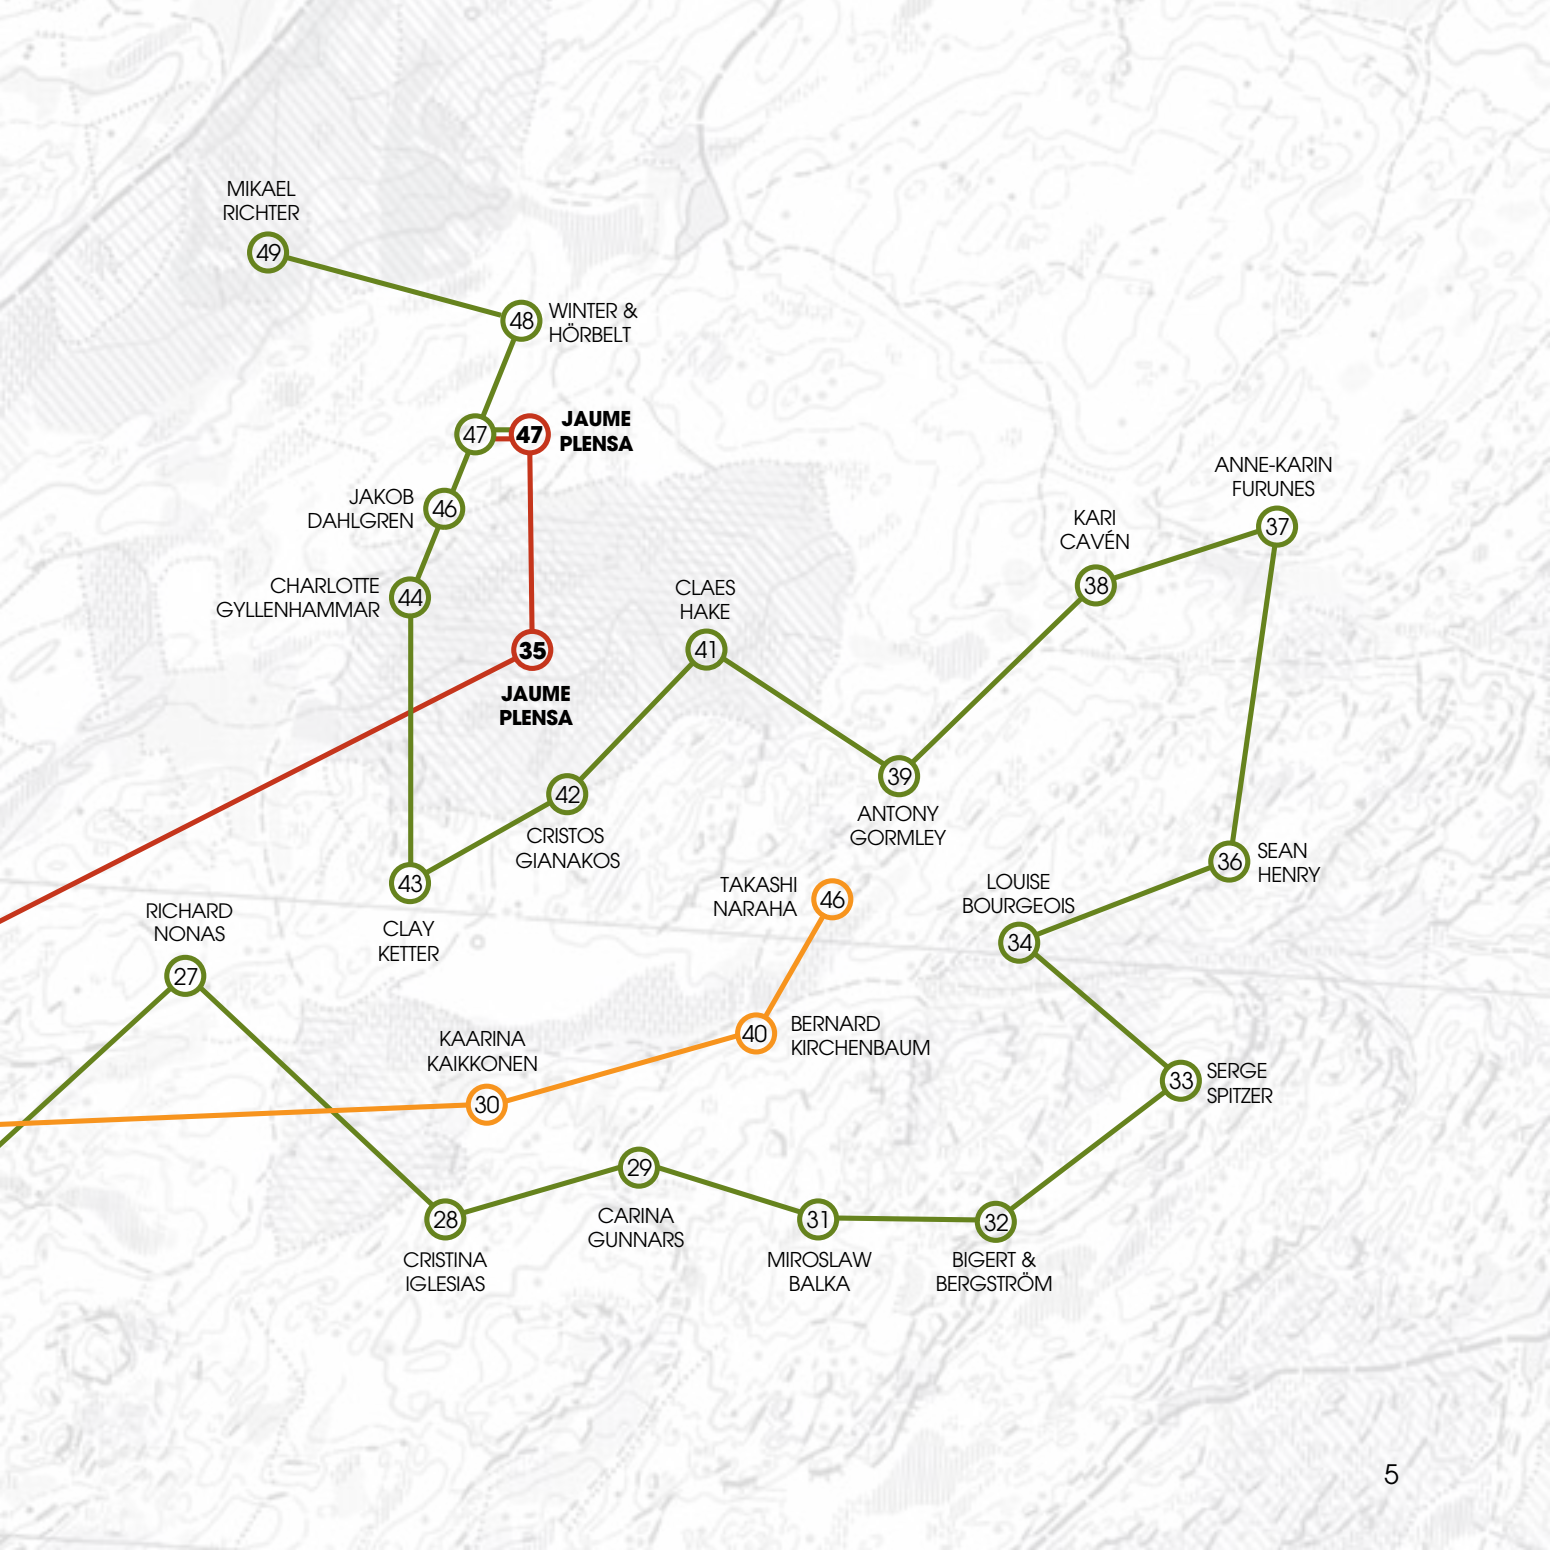 MIKAEL
RICHTER
49
48
WINTER &
HÖRBELT
47
47
JAUME
PLENSA
JAKOB
DAHLGREN
46
CHARLOTTE
GYLLENHAMMAR
44
35
JAUME
PLENSA
CLAES
HAKE
41
KARI
CAVÉN
38
ANNE-KARIN
FURUNES
37
39
ANTONY
GORMLEY
42
CRISTOS
GIANAKOS
43
CLAY
KETTER
36
SEAN
HENRY
LOUISE
BOURGEOIS
34
TAKASHI
NARAHA
46
RICHARD
NONAS
27
40
BERNARD
KIRCHENBAUM
KAARINA
KAIKKONEN
30
33
SERGE
SPITZER
28
CRISTINA
IGLESIAS
29
CARINA
GUNNARS
31
MIROSLAW
BALKA
32
BIGERT &
BERGSTRÖM
5